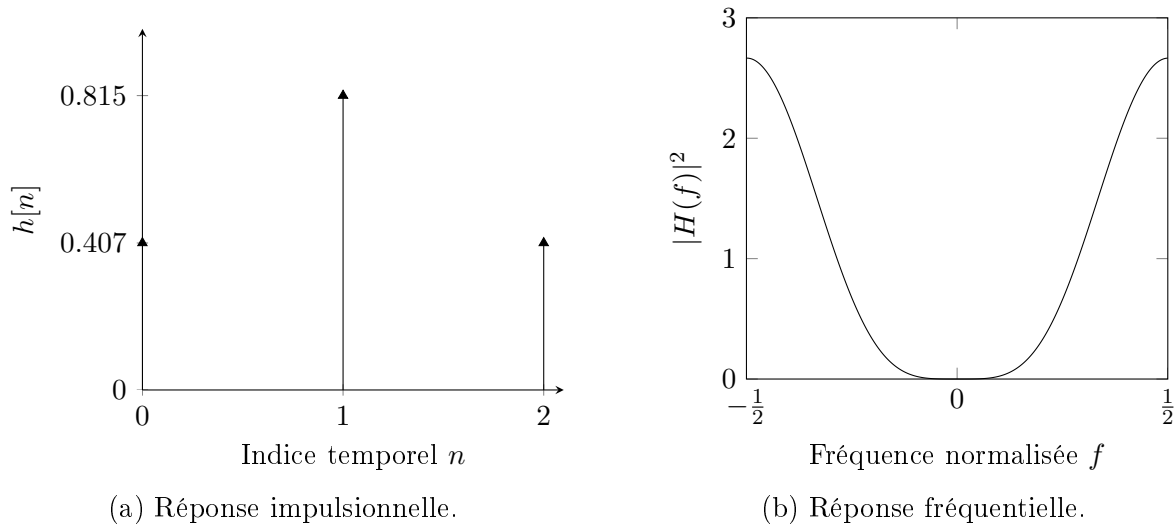 0.815
0.407
0
0
1
2
h[n]
Indice temporel n
(a) Réponse impulsionnelle.
3
2
1
0
−1/2
0
1/2
|H(f)|²
Fréquence normalisée f
(b) Réponse fréquentielle.